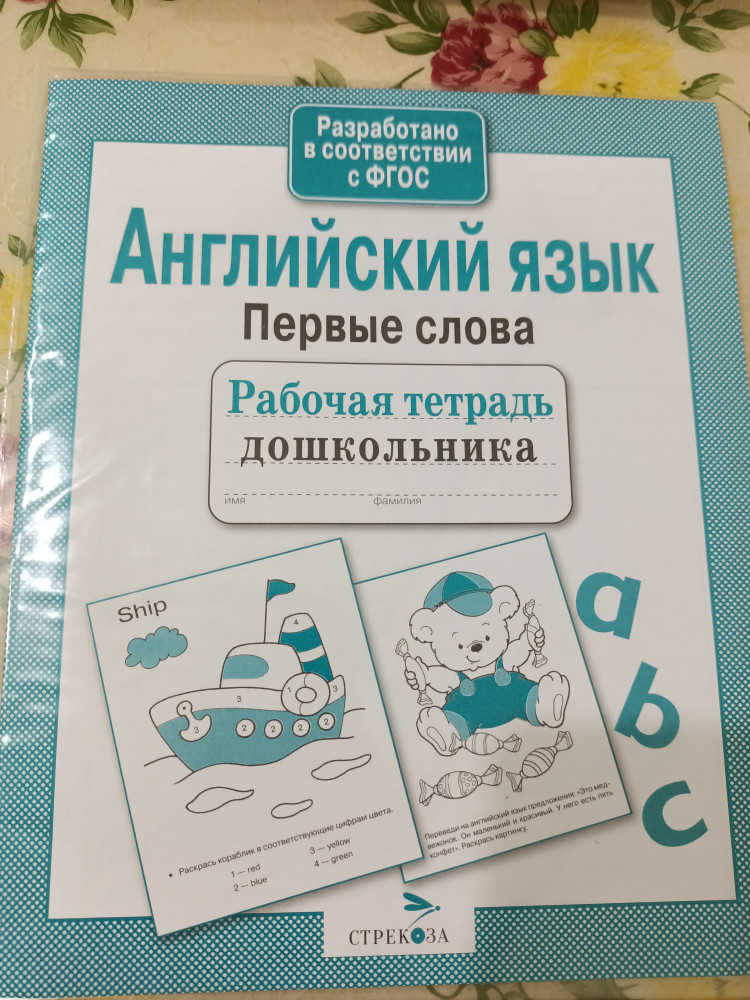 Разработано
в соответствии
с ФГОС
Английский язык
Первые слова
Рабочая тетрадь
дошкольника
имя фамилия
Ship
4
3
1
3
3
2
2
2
2
• Раскрась кораблик в соответствующие цифрам цвета.
1 — red 3 — yellow
2 — blue 4 — green
Переведи на английский язык предложения: «Это мед-
вежонок. Он маленький и красивый. У него есть пять
конфет». Раскрась картинку.
a
b
c
СТРЕКОЗА